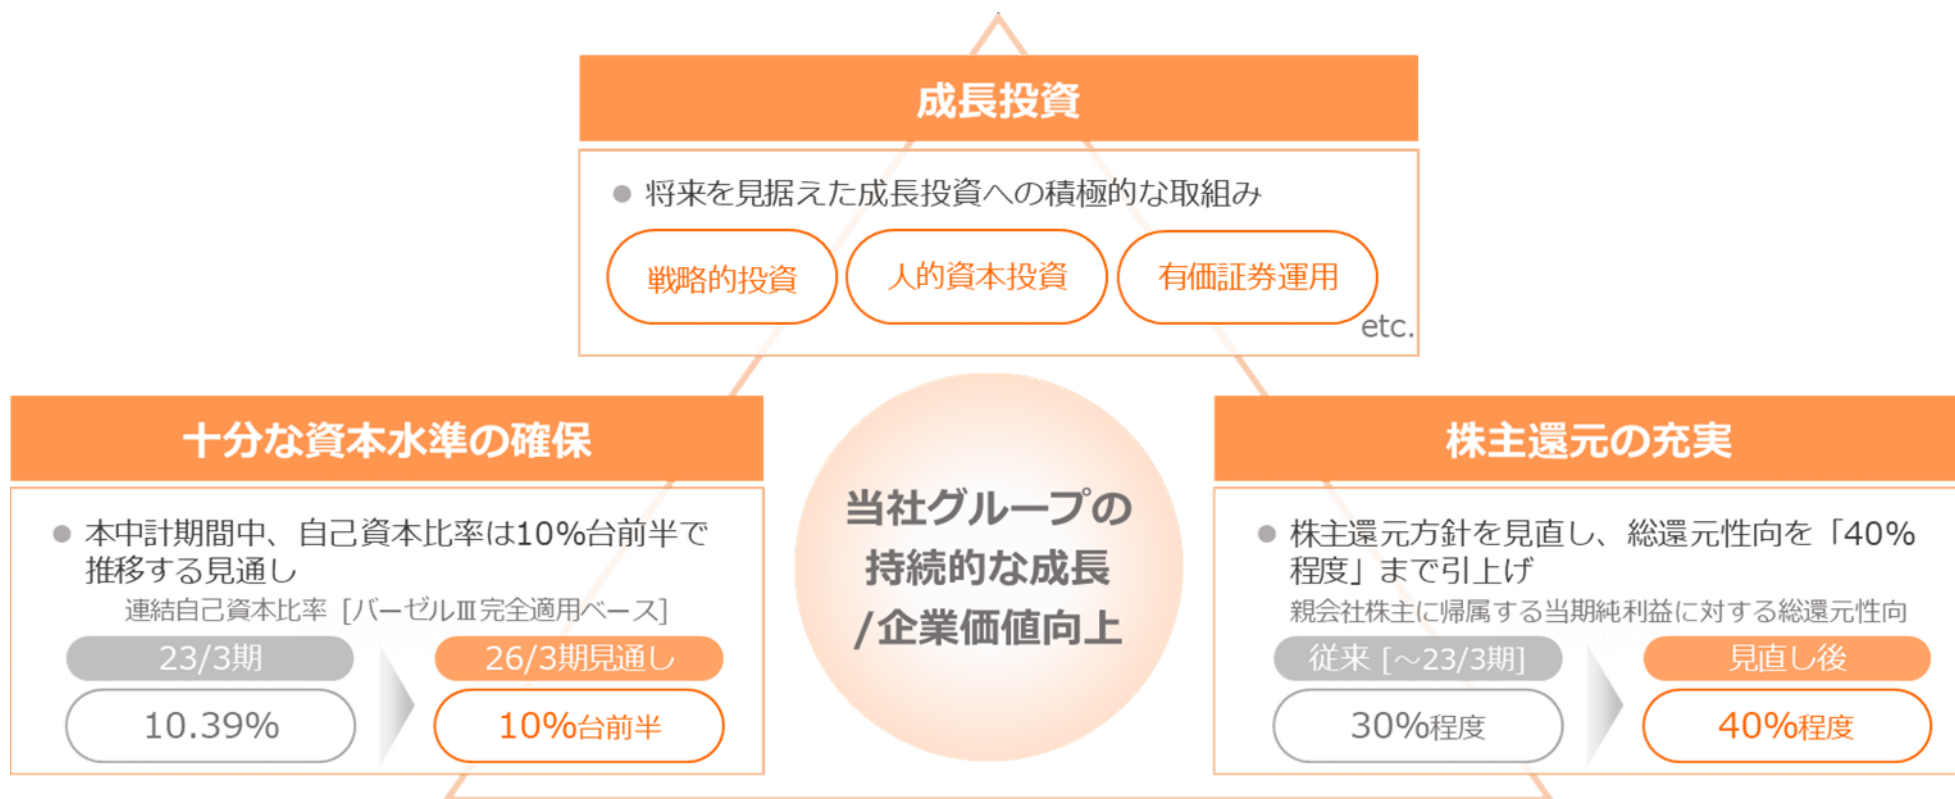 成長投資
● 将来を見据えた成長投資への積極的な取組み
戦略的投資
人的資本投資
有価証券運用
etc.
十分な資本水準の確保
● 本中計期間中、自己資本比率は10%台前半で
推移する見通し
連結自己資本比率 [バーゼルⅢ完全適用ベース]
23/3期
26/3期見通し
10.39%
10%台前半
当社グループの
持続的な成長
/企業価値向上
株主還元の充実
● 株主還元方針を見直し、総還元性向を「40%
程度」まで引上げ
親会社株主に帰属する当期純利益に対する総還元性向
従来 [～23/3期]
見直し後
30%程度
40%程度